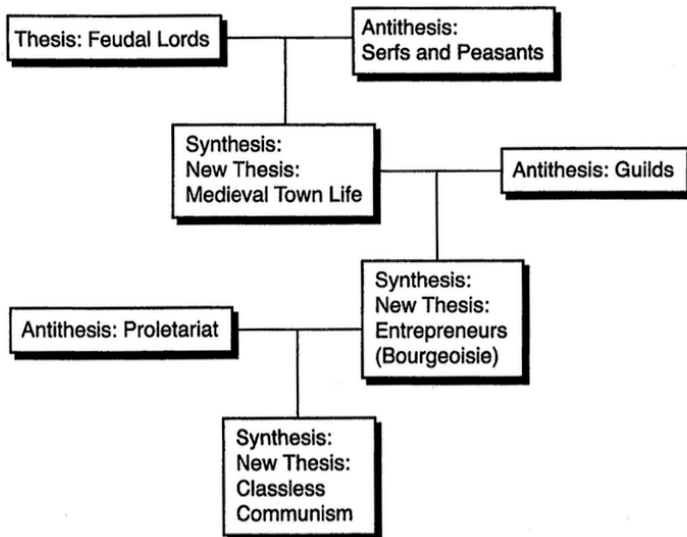 Thesis: Feudal Lords
Antithesis:
Serfs and Peasants
Synthesis:
New Thesis:
Medieval Town Life
Antithesis: Guilds
Synthesis:
New Thesis:
Entrepreneurs
(Bourgeoisie)
Antithesis: Proletariat
Synthesis:
New Thesis:
Classless
Communism